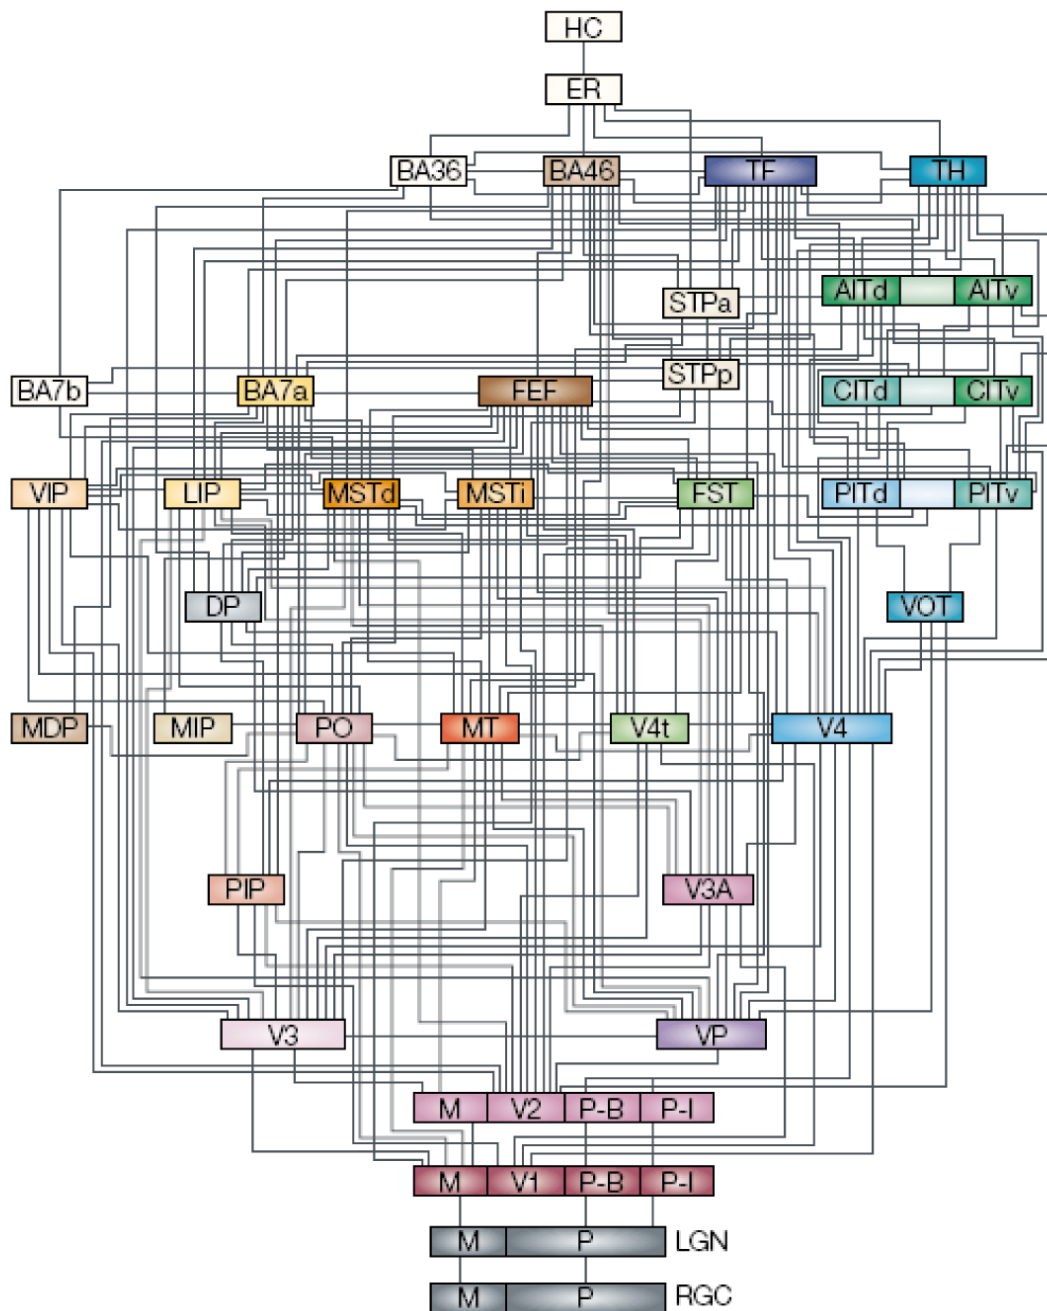 HC
ER
BA36 BA46 TF TH
AITd AITv
STPa
STPp
BA7b BA7a FEF CITd CITv
VIP LIP MSTd MSTi FST PITd PITv
DP VOT
MDP MIP PO MT V4t V4
PIP V3A
V3 VP
M V2 P-B P-I
M V1 P-B P-I
M P LGN
M P RGC